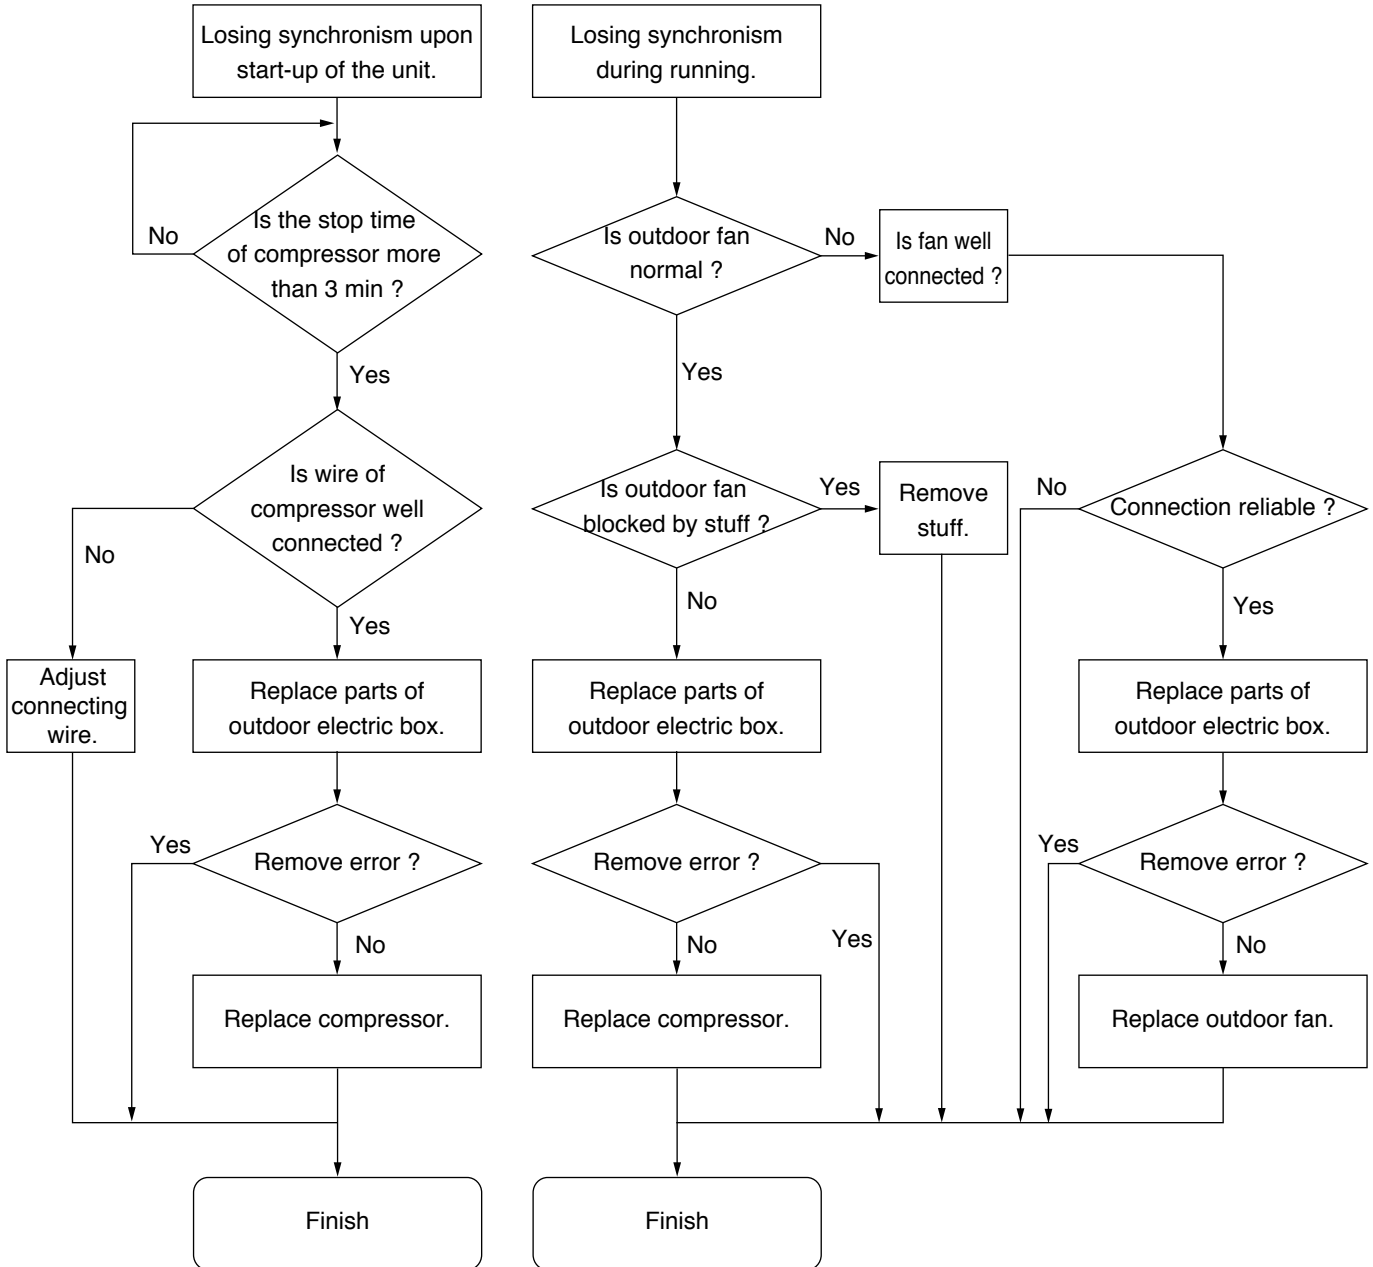 Losing synchronism upon
start-up of the unit.
Is the stop time
of compressor more
than 3 min ?
No
Yes
Is wire of
compressor well
connected ?
No
Yes
Adjust
connecting
wire.
Replace parts of
outdoor electric box.
Remove error ?
Yes
No
Replace compressor.
Finish
Losing synchronism
during running.
Is outdoor fan
normal ?
No
Is fan well
connected ?
Yes
Is outdoor fan
blocked by stuff ?
Yes
Remove
stuff.
No
Replace parts of
outdoor electric box.
Remove error ?
Yes
No
Replace compressor.
Finish
Connection reliable ?
No
Yes
Replace parts of
outdoor electric box.
Remove error ?
Yes
No
Replace outdoor fan.